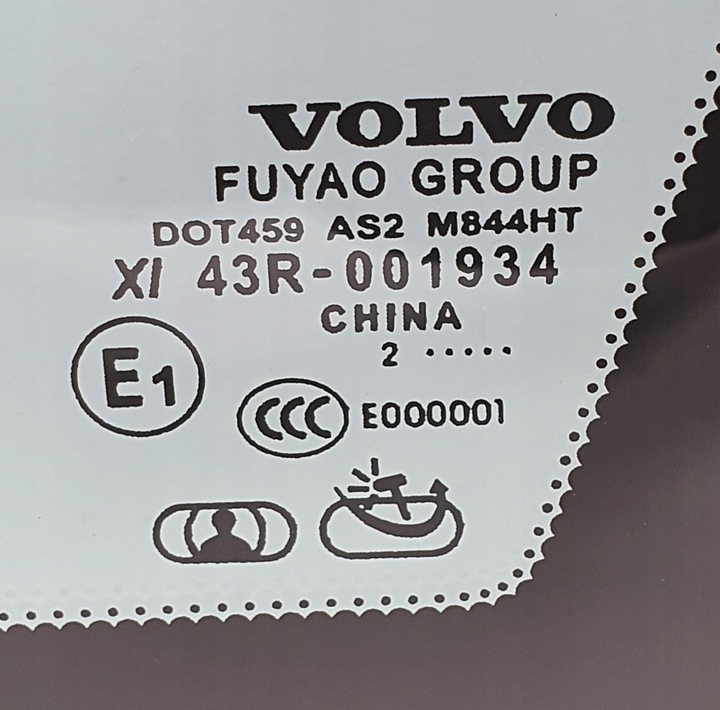 VOLVO
FUYAO GROUP
DOT459 AS2 M844HT
XI 43R-001934
CHINA
2 ·····
E1
CCC E000001